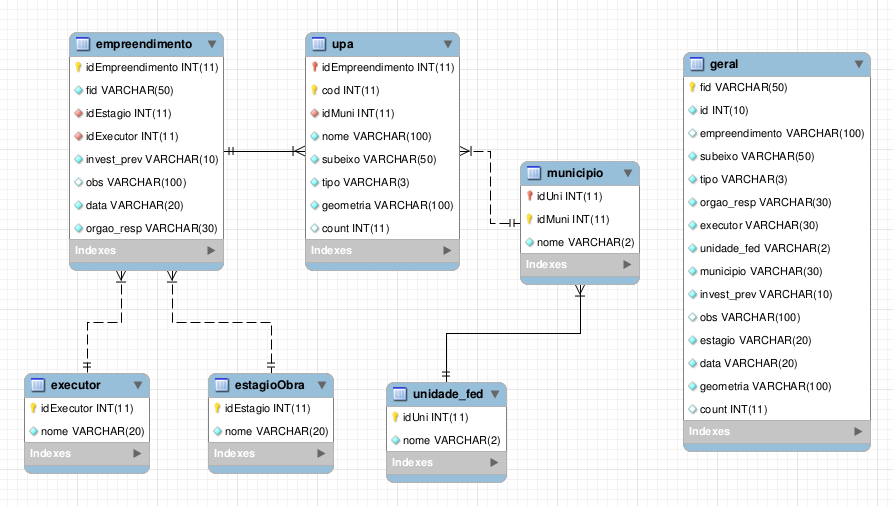 empreendimento
idEmpreendimento INT(11)
fid VARCHAR(50)
idEstagio INT(11)
idExecutor INT(11)
invest_prev VARCHAR(10)
obs VARCHAR(100)
data VARCHAR(20)
orgao_resp VARCHAR(30)
Indexes
upa
idEmpreendimento INT(11)
cod INT(11)
idMuni INT(11)
nome VARCHAR(100)
subeixo VARCHAR(50)
tipo VARCHAR(3)
geometria VARCHAR(100)
count INT(11)
Indexes
municipio
idUni INT(11)
idMuni INT(11)
nome VARCHAR(2)
Indexes
geral
fid VARCHAR(50)
id INT(10)
empreendimento VARCHAR(100)
subeixo VARCHAR(50)
tipo VARCHAR(3)
orgao_resp VARCHAR(30)
executor VARCHAR(30)
unidade_fed VARCHAR(2)
municipio VARCHAR(30)
invest_prev VARCHAR(10)
obs VARCHAR(100)
estagio VARCHAR(20)
data VARCHAR(20)
geometria VARCHAR(100)
count INT(11)
Indexes
executor
idExecutor INT(11)
nome VARCHAR(20)
Indexes
estagioObra
idEstagio INT(11)
nome VARCHAR(20)
Indexes
unidade_fed
idUni INT(11)
nome VARCHAR(2)
Indexes